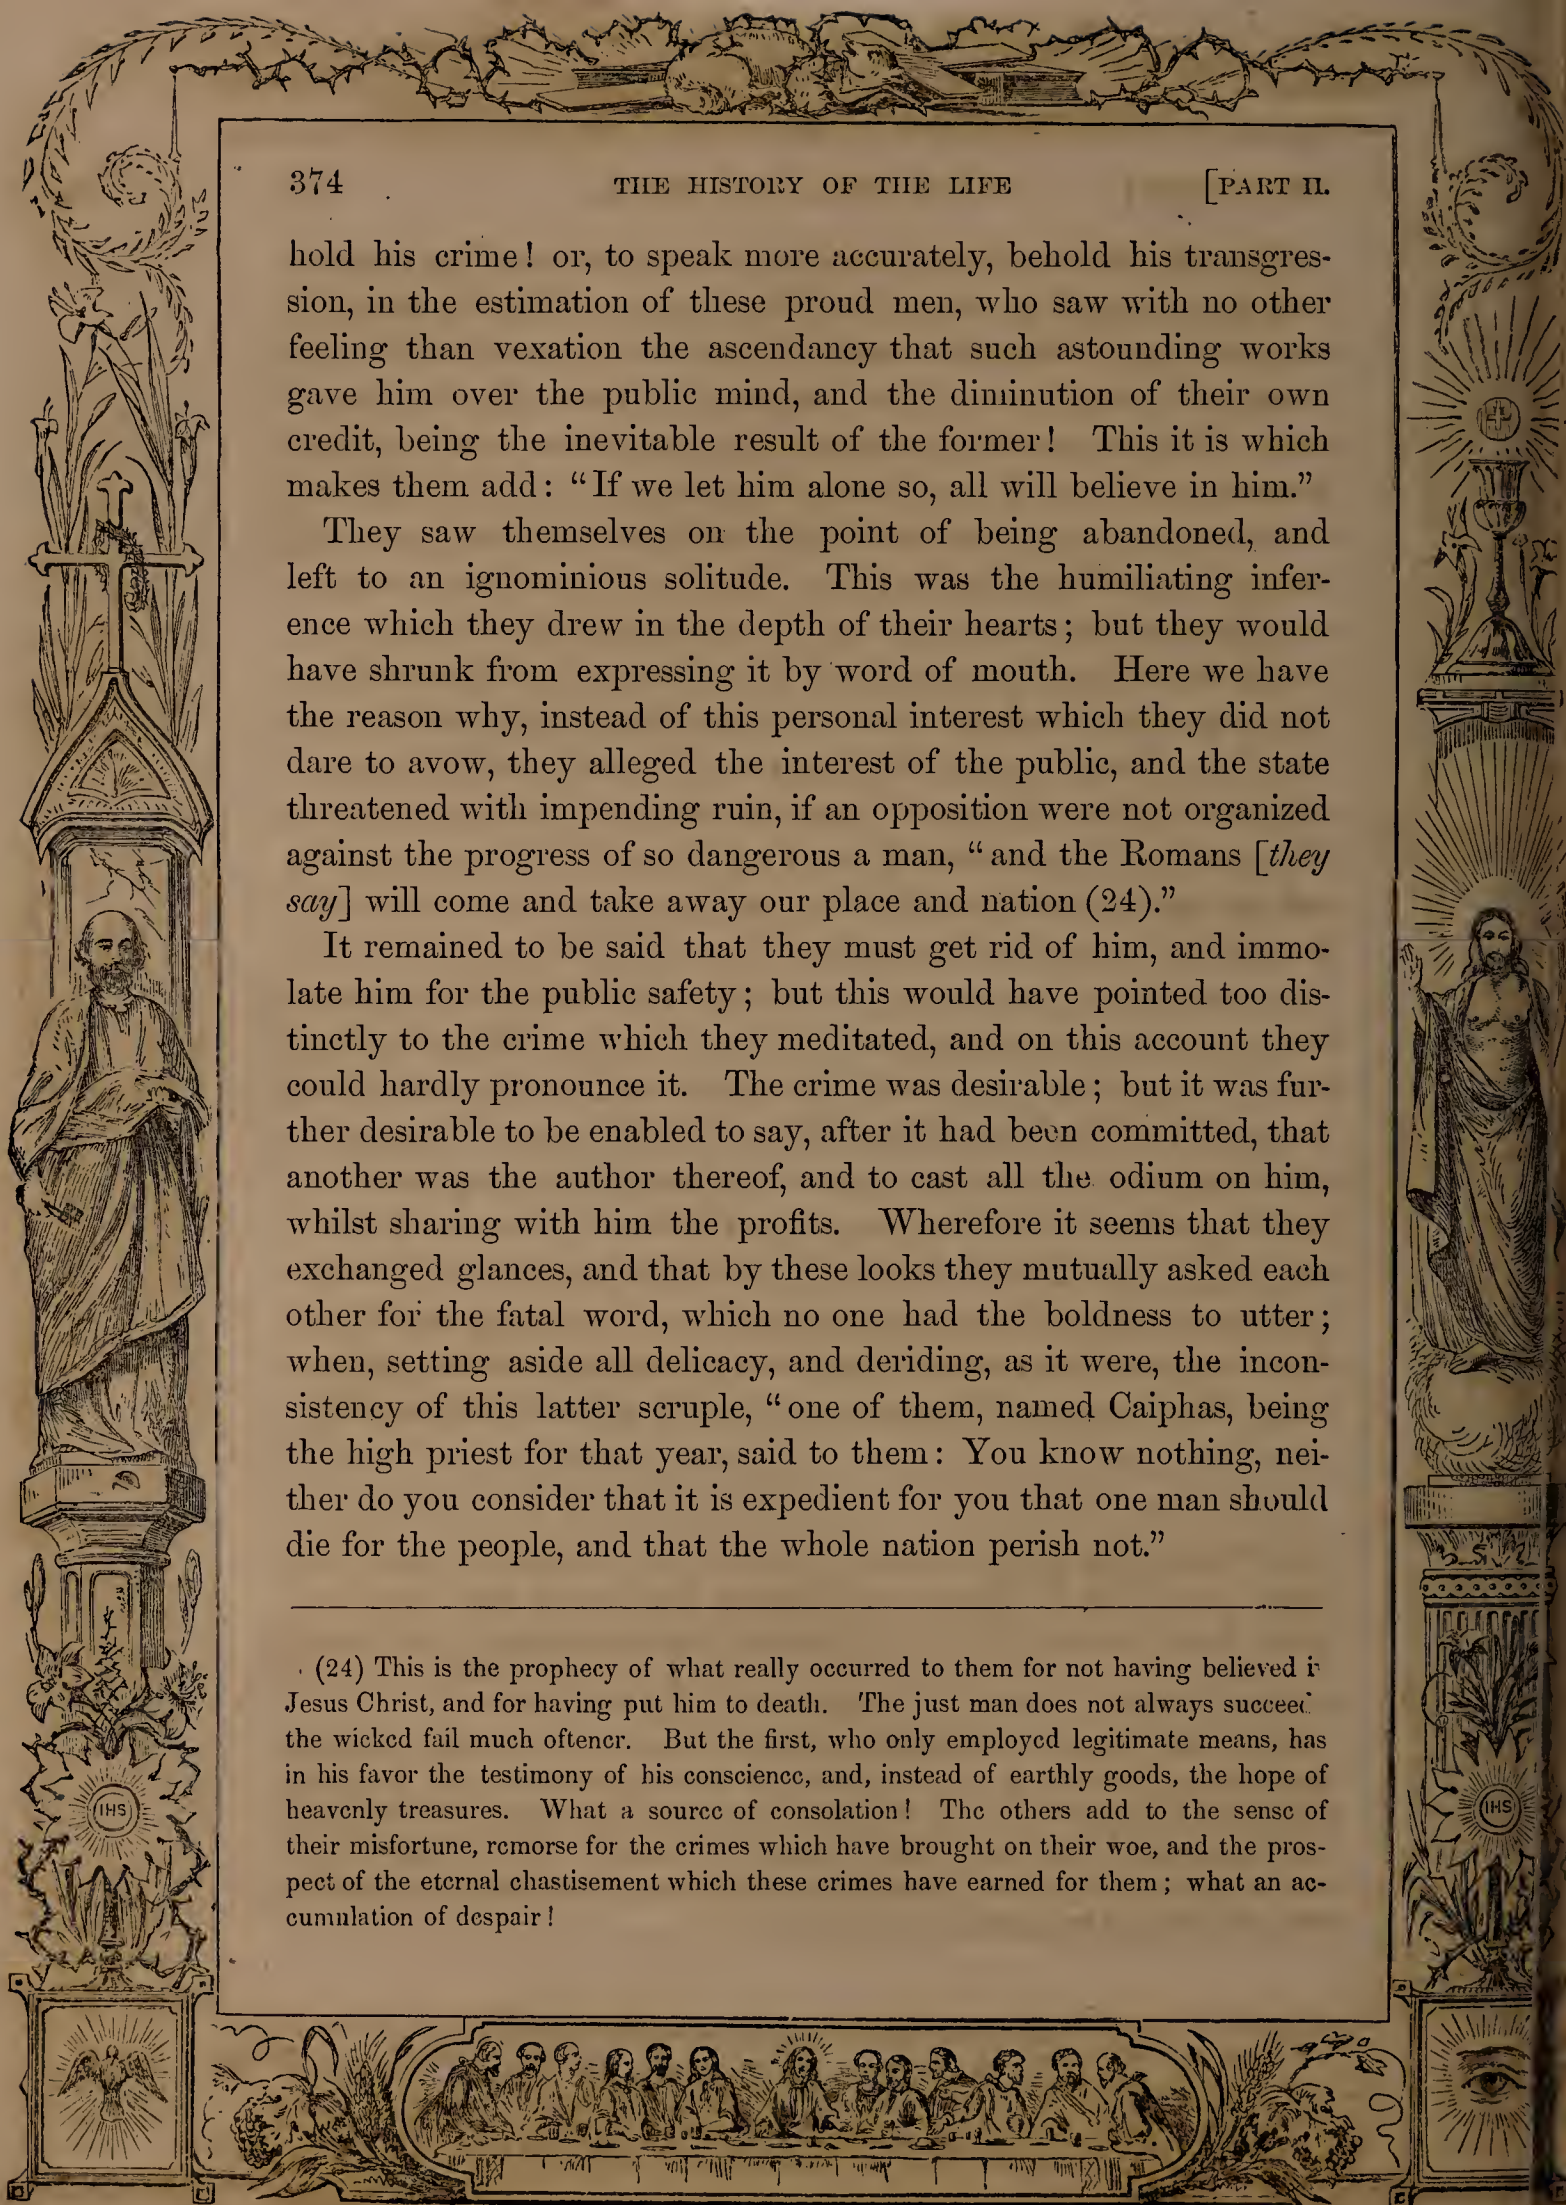 374 THE HISTORY OF THE LIFE [PART II.
hold his crime! or, to speak more accurately, behold his transgres-
sion, in the estimation of these proud men, who saw with no other
feeling than vexation the ascendancy that such astounding works
gave him over the public mind, and the diminution of their own
credit, being the inevitable result of the former! This it is which
makes them add: “If we let him alone so, all will believe in him.”
They saw themselves on the point of being abandoned, and
left to an ignominious solitude. This was the humiliating infer-
ence which they drew in the depth of their hearts; but they would
have shrunk from expressing it by word of mouth. Here we have
the reason why, instead of this personal interest which they did not
dare to avow, they alleged the interest of the public, and the state
threatened with impending ruin, if an opposition were not organized
against the progress of so dangerous a man, “and the Romans [they
say] will come and take away our place and nation (24).”
It remained to be said that they must get rid of him, and immo-
late him for the public safety; but this would have pointed too dis-
tinctly to the crime which they meditated, and on this account they
could hardly pronounce it. The crime was desirable; but it was fur-
ther desirable to be enabled to say, after it had been committed, that
another was the author thereof, and to cast all the odium on him,
whilst sharing with him the profits. Wherefore it seems that they
exchanged glances, and that by these looks they mutually asked each
other for the fatal word, which no one had the boldness to utter;
when, setting aside all delicacy, and deriding, as it were, the incon-
sistency of this latter scruple, “one of them, named Caiphas, being
the high priest for that year, said to them: You know nothing, nei-
ther do you consider that it is expedient for you that one man should
die for the people, and that the whole nation perish not.”
(24) This is the prophecy of what really occurred to them for not having believed
Jesus Christ, and for having put him to death. The just man does not always succeed
the wicked fail much oftener. But the first, who only employed legitimate means, has
in his favor the testimony of his conscience, and, instead of earthly goods, the hope of
heavenly treasures. What a source of consolation! The others add to the sense of
their misfortune, remorse for the crimes which have brought on their woe, and the pros-
pect of the eternal chastisement which these crimes have earned for them; what an ac-
cumulation of despair!
IHS
IHS